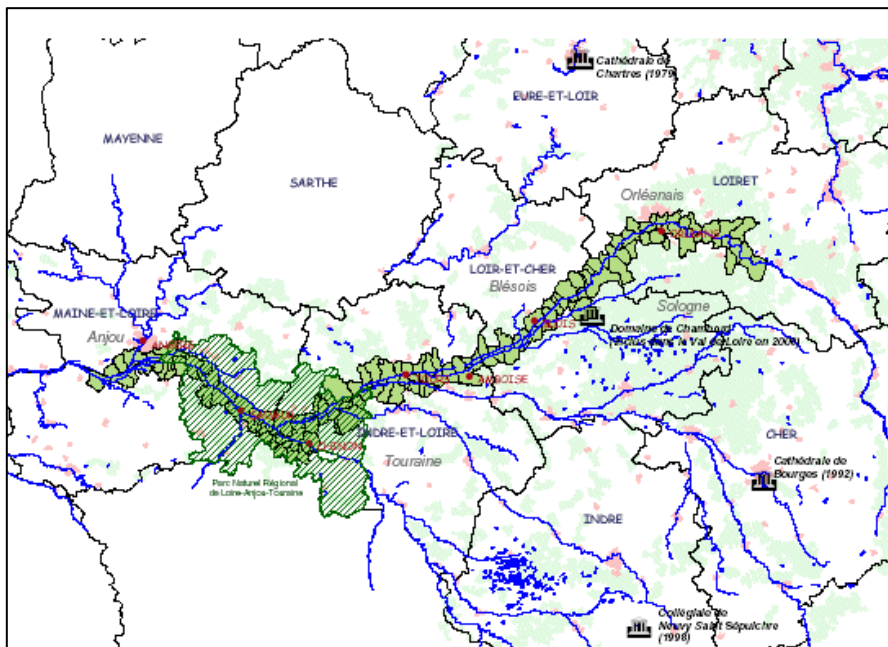 Cathédrale de
Chartres (1979)
EURE-ET-LOIR
MAYENNE
SARTHE
LOIRET
Orléanais
LOIR-ET-CHER
Blésois
Sologne
MAINE-ET-LOIRE
Anjou
Domaine de
AMBOISE
INDRE-ET-LOIRE
CHINON
Touraine
CHER
Cathédrale de
Bourges (1992)
Parc Naturel Régional
de Loire-Anjou-Touraine
INDRE
Collégiale de
Neuvy Saint Sépulchre
(1998)